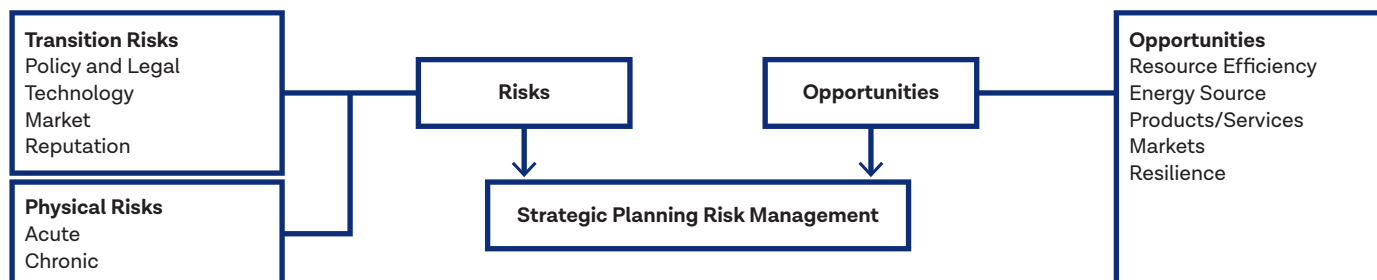 Transition Risks
Policy and Legal
Technology
Market
Reputation
Physical Risks
Acute
Chronic
Risks
Opportunities
Strategic Planning Risk Management
Opportunities
Resource Efficiency
Energy Source
Products/Services
Markets
Resilience